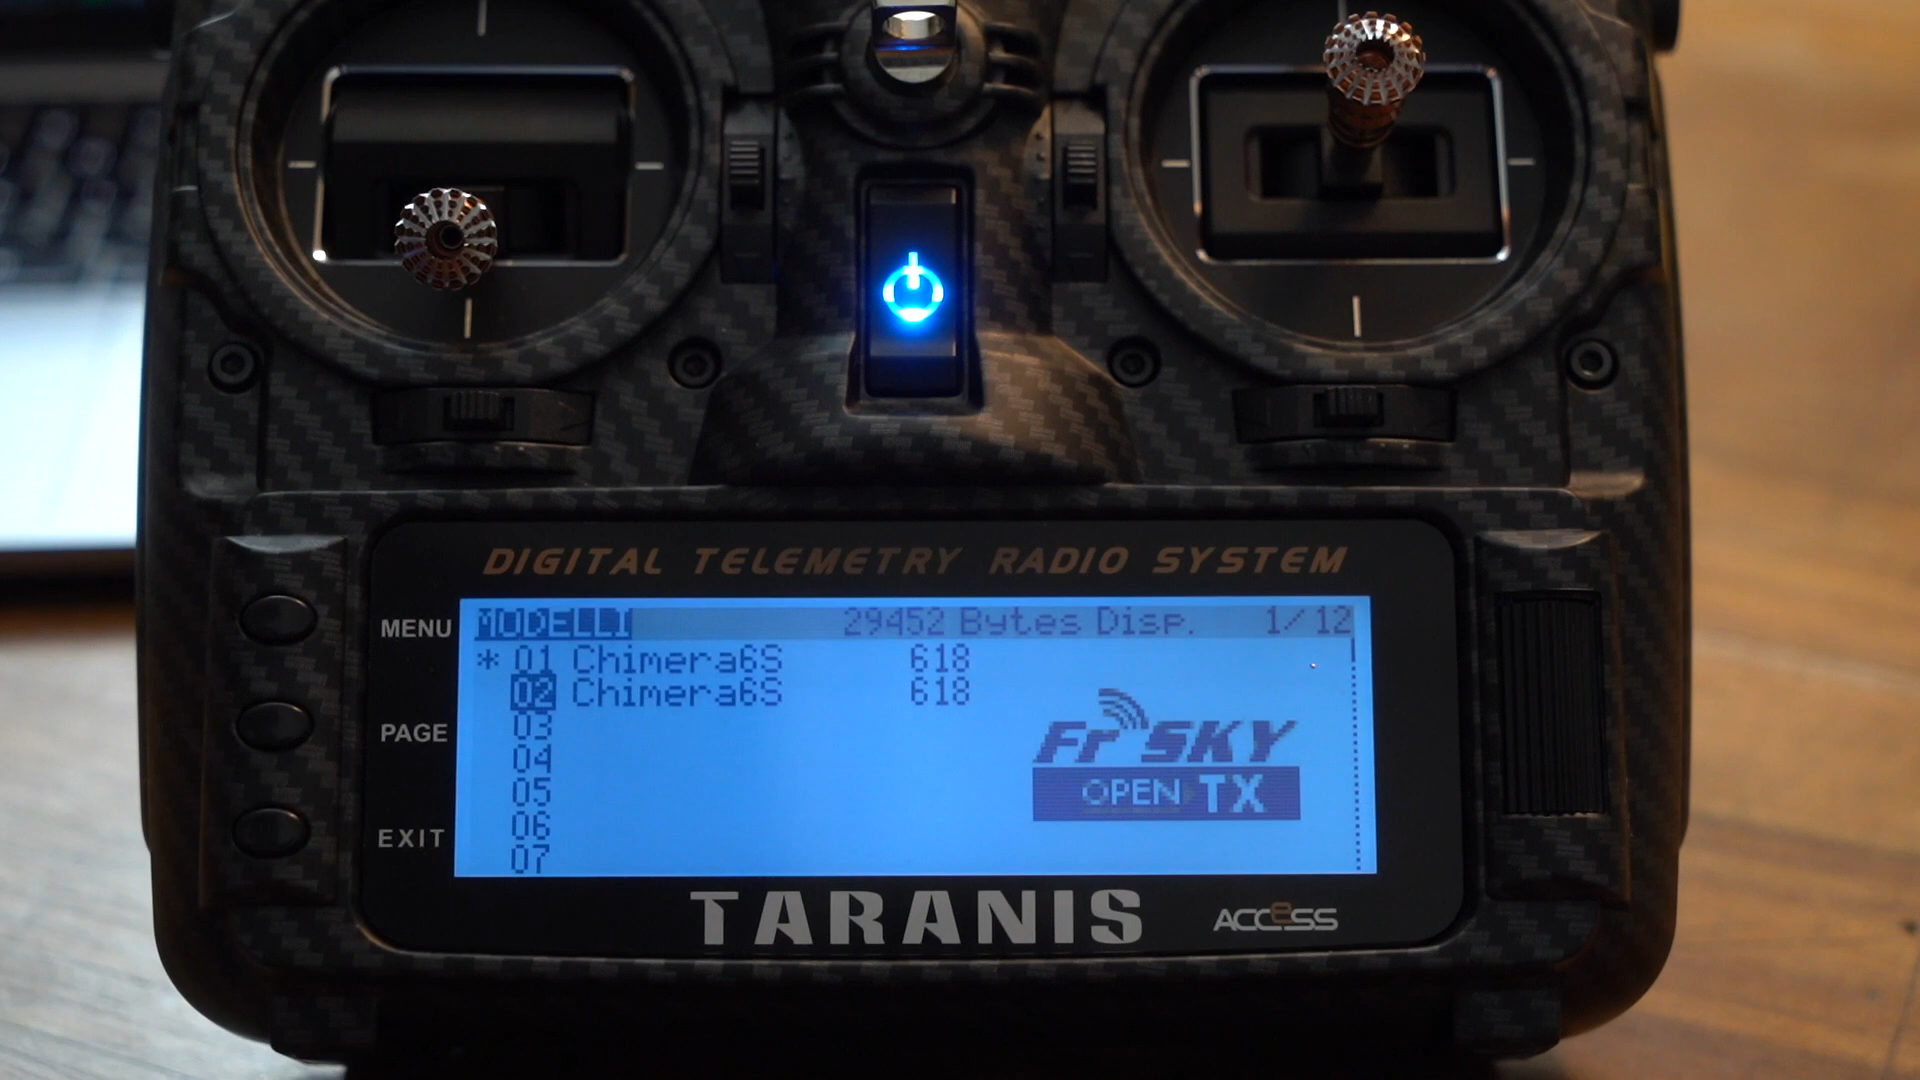 DIGITAL TELEMETRY RADIO SYSTEM
MENU
PAGE
EXIT
MODELLI 29452 Bytes Disp. 1/12
* 01 Chimera6S 618
02 Chimera6S 618
03
04
05
06
07
FrSKY
OPEN TX
TARANIS
ACCeSS